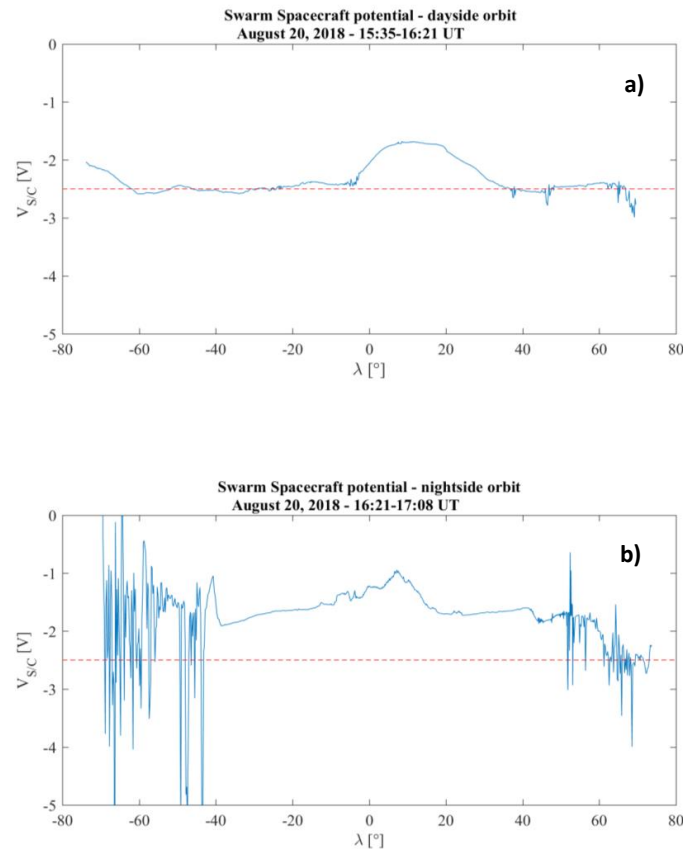 Swarm Spacecraft potential - dayside orbit
August 20, 2018 - 15:35-16:21 UT
a)
0
-1
-2
-3
-4
-5
V_S/C [V]
-80 -60 -40 -20 0 20 40 60 80
λ [°]
Swarm Spacecraft potential - nightside orbit
August 20, 2018 - 16:21-17:08 UT
b)
0
-1
-2
-3
-4
-5
V_S/C [V]
-80 -60 -40 -20 0 20 40 60 80
λ [°]